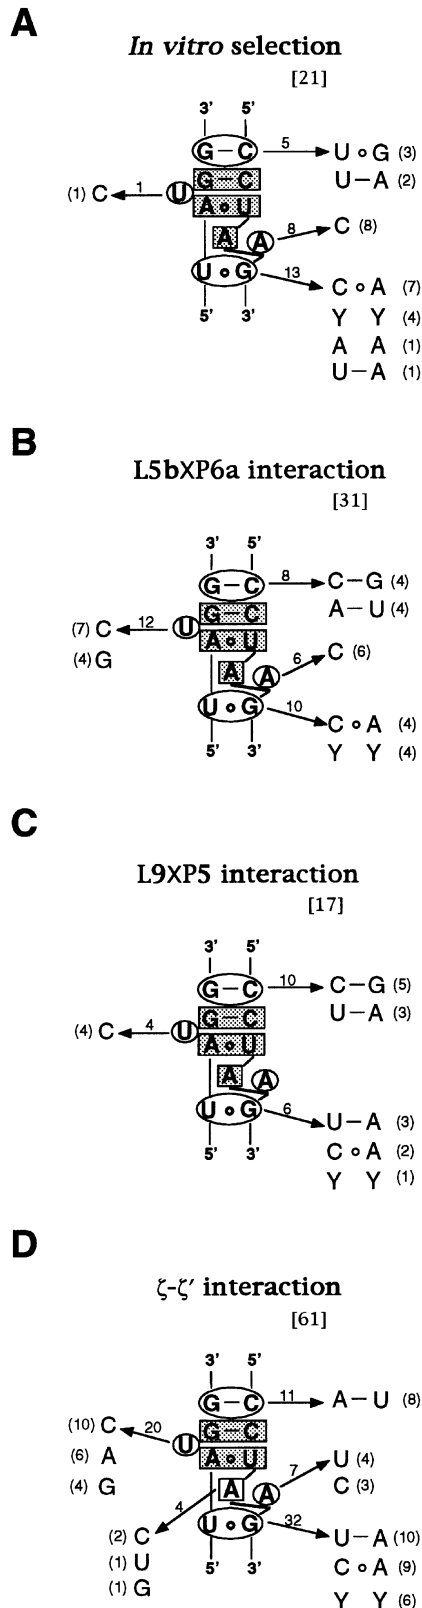 A
In vitro selection
[21]
3’ 5’
G – C 5 U ∘ G (3)
G – C U – A (2)
(1) C 1 U
A ∘ U
A A 8 C (8)
U ∘ G 13 C ∘ A (7)
5’ 3’ Y Y (4)
A A (1)
U – A (1)
B
L5bXP6a interaction
[31]
3’ 5’
G – C 8 C – G (4)
G – C A – U (4)
(7) C 12 U
A ∘ U
(4) G
A A 6 C (6)
U ∘ G 10 C ∘ A (4)
5’ 3’ Y Y (4)
C
L9XP5 interaction
[17]
3’ 5’
G – C 10 C – G (5)
G – C U – A (3)
(4) C 4 U
A ∘ U
A A
U ∘ G 6 U – A (3)
5’ 3’ C ∘ A (2)
Y Y (1)
D
ζ-ζ′ interaction
[61]
3’ 5’
G – C 11 A – U (8)
(10) C 20 U G – C
(6) A A ∘ U
(4) G
4 A A 7 U (4)
C (3)
U ∘ G 32 U – A (10)
(2) C
(1) U 5’ 3’ C ∘ A (9)
(1) G Y Y (6)